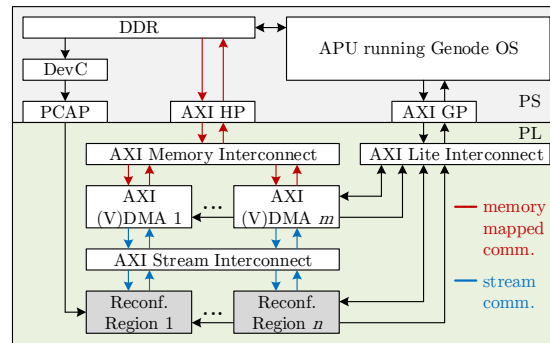 DDR
APU running Genode OS
DevC
PCAP
AXI HP
AXI GP
PS
PL
AXI Memory Interconnect
AXI Lite Interconnect
AXI
(V)DMA 1
...
AXI
(V)DMA m
memory
mapped
comm.
AXI Stream Interconnect
stream
comm.
Reconf.
Region 1
...
Reconf.
Region n